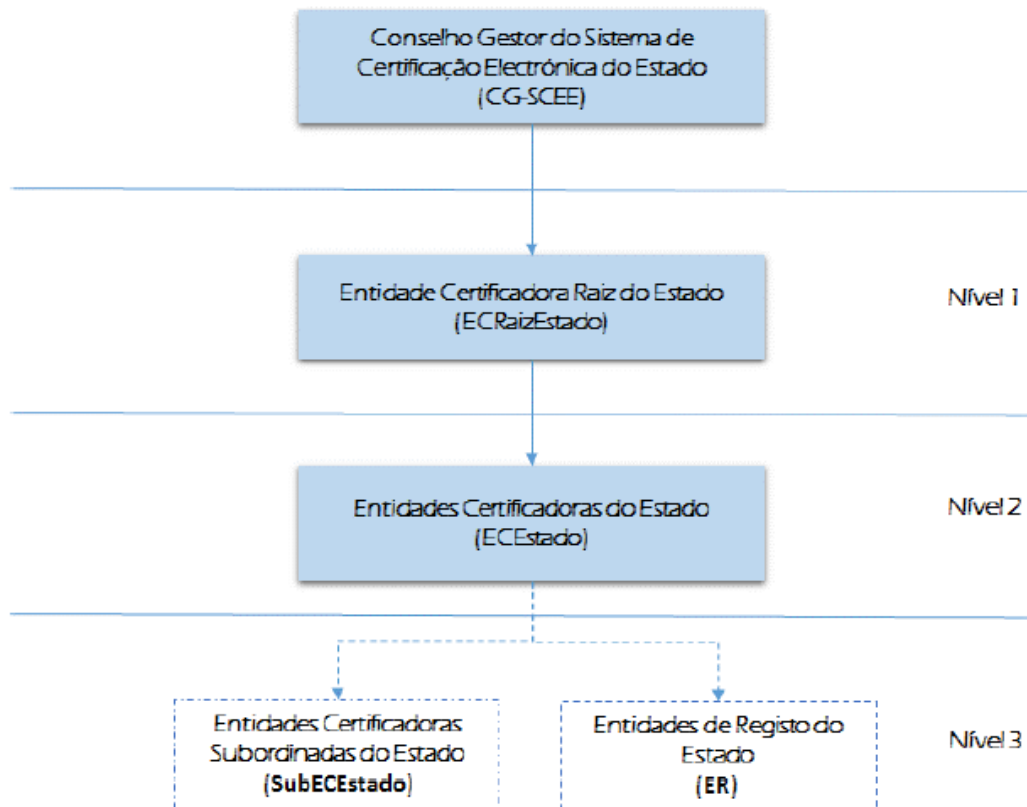 Conselho Gestor do Sistema de
Certificação Electrónica do Estado
(CG-SCEE)
Entidade Certificadora Raiz do Estado
(ECRaizEstado)
Nível 1
Entidades Certificadoras do Estado
(ECEstado)
Nível 2
Entidades Certificadoras
Subordinadas do Estado
(SubECEstado)
Entidades de Registo do
Estado
(ER)
Nível 3